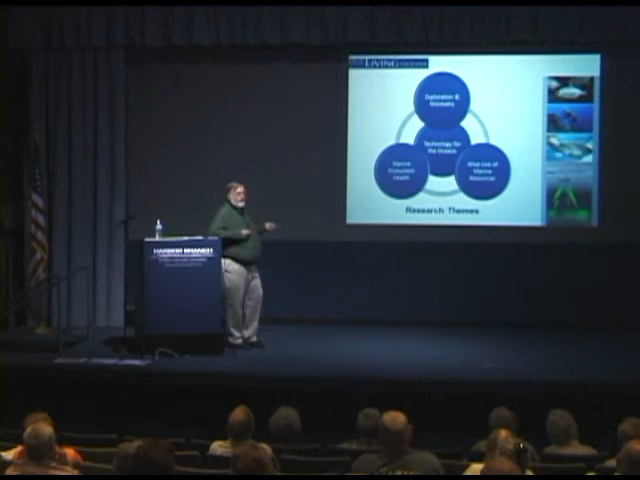 LIVING
Exploration &
Discovery
Technology for
the Oceans
Marine
Ecosystem
Health
Wise Use of
Marine
Resources
Research Themes
HARBOR BRANCH